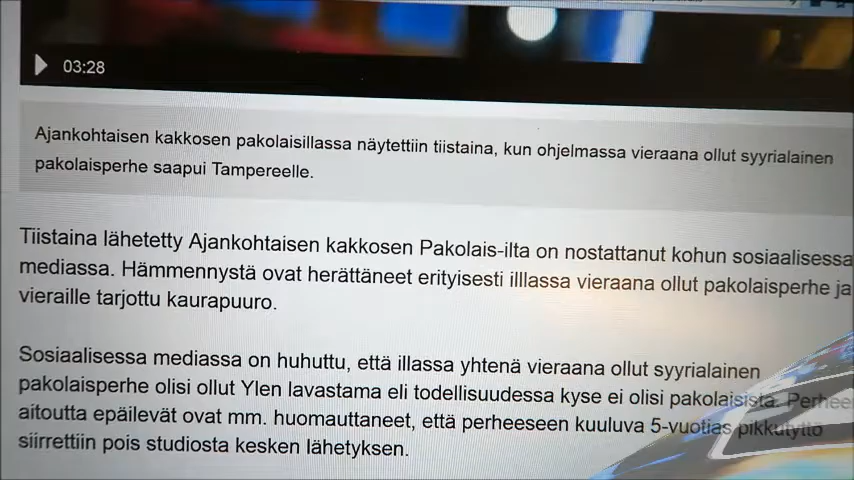 03:28
Ajankohtaisen kakkosen pakolaisillassa näytettiin tiistaina, kun ohjelmassa vieraana ollut syyrialainen
pakolaisperhe saapui Tampereelle.
Tiistaina lähetetty Ajankohtaisen kakkosen Pakolais-ilta on nostattanut kohun sosiaalisessa
mediassa. Hämmennystä ovat herättäneet erityisesti illlassa vieraana ollut pakolaisperhe ja
vieraille tarjottu kaurapuuro.
Sosiaalisessa mediassa on huhuttu, että illassa yhtenä vieraana ollut syyrialainen
pakolaisperhe olisi ollut Ylen lavastama eli todellisuudessa kyse ei olisi pakolaisista. Perheen
aitoutta epäilevät ovat mm. huomauttaneet, että perheeseen kuuluva 5-vuotias pikkutyttö
siirrettiin pois studiosta kesken lähetyksen.